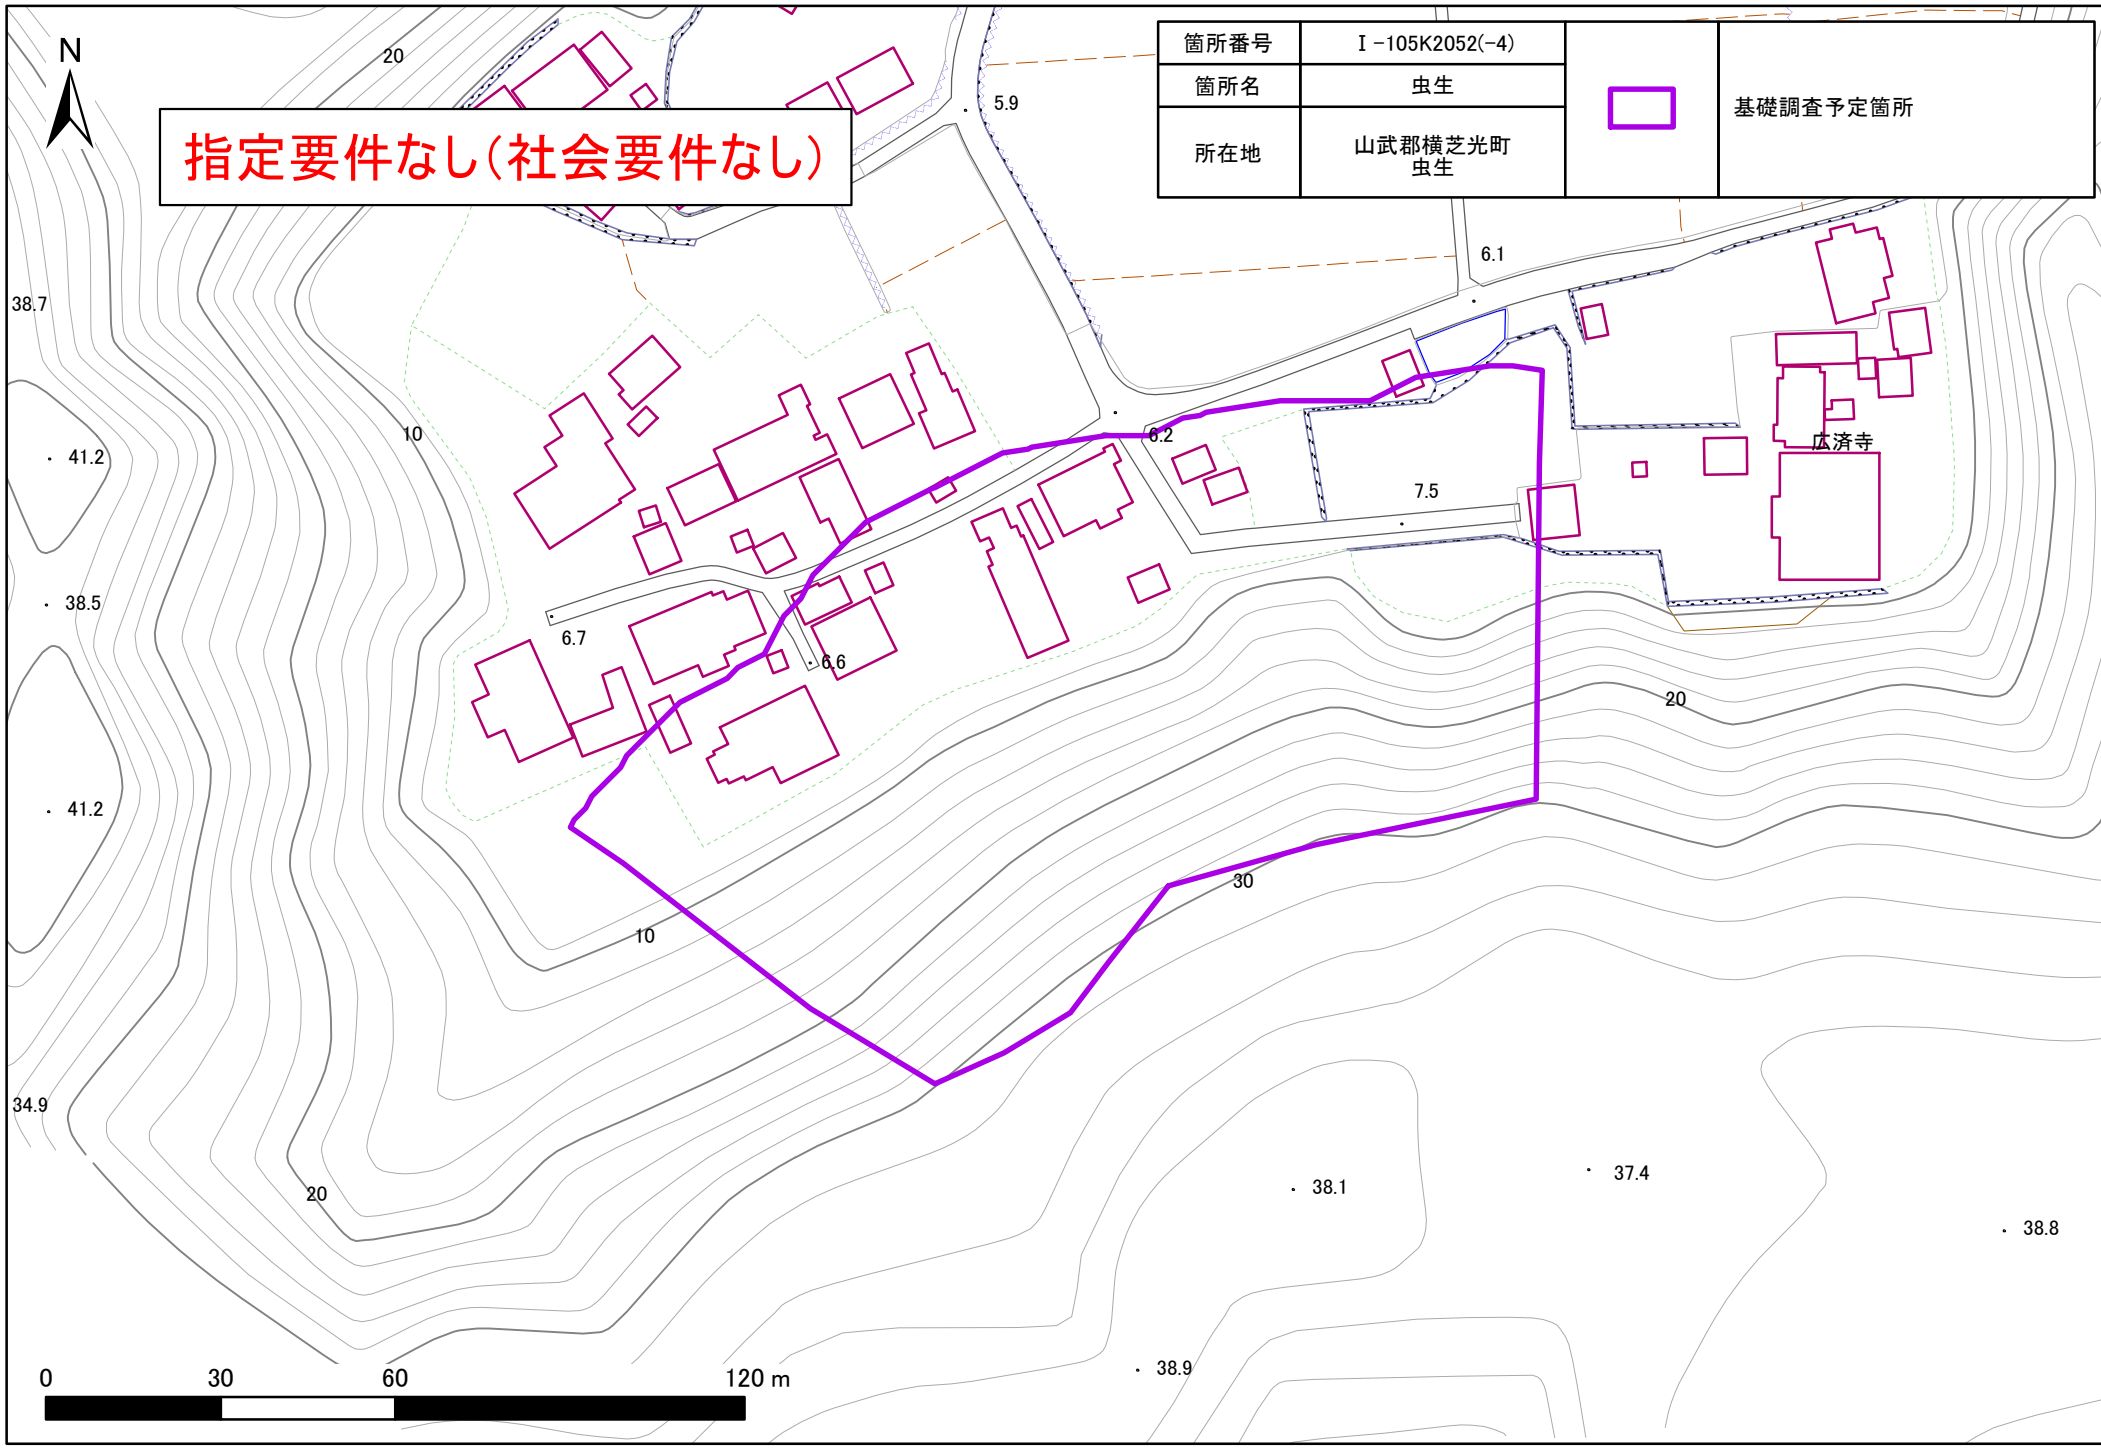 N
指定要件なし(社会要件なし)
箇所番号
Ⅰ-105K2052(-4)
箇所名
虫生
所在地
山武郡横芝光町
虫生
基礎調査予定箇所
20
5.9
6.1
38.7
10
41.2
6.2
広済寺
7.5
38.5
6.7
6.6
20
41.2
30
10
34.9
37.4
38.1
20
38.8
38.9
0
30
60
120 m